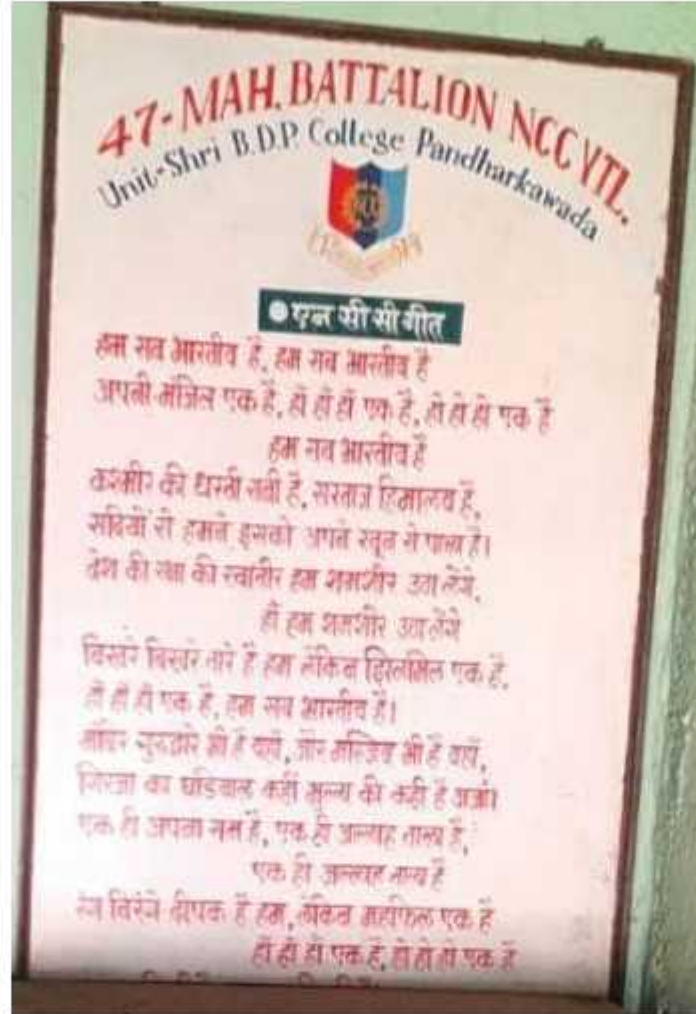 47-MAH. BATTALION NCC YTL.
Unit-Shri B.D.P. College Pandharkawada
एन सी सी गीत
हम सब भारतीय है, हम सब भारतीय है
अपनी मंजिल एक है, हाँ हाँ हाँ एक है, हो हो हो एक है
हम सब भारतीय है
कश्मीर की धरती रानी है, सरताज हिमालय है,
सदियों से हमने इसको अपने खून से पाला है।
देश की रक्षा की खातीर हम शमशीर उठा लेंगे,
हाँ हम शमशीर उठा लेंगे
बिखरे बिखरे तारे है हम लेकिन झिलमिल एक है,
हाँ हाँ हाँ एक है, हम सब भारतीय है।
मंदिर गुरुद्वारे भी है यहाँ, और मस्जिद भी है यहाँ,
गिरजा का घडियाल कहीं मुल्ला की कहीं है अजां।
एक ही अपना राम है, एक ही अल्लाह ताला है,
एक ही अल्लाह ताला है
रंग बिरंगे दीपक है हम, लेकिन महफिल एक है
हाँ हाँ हाँ एक है, हो हो हो एक है